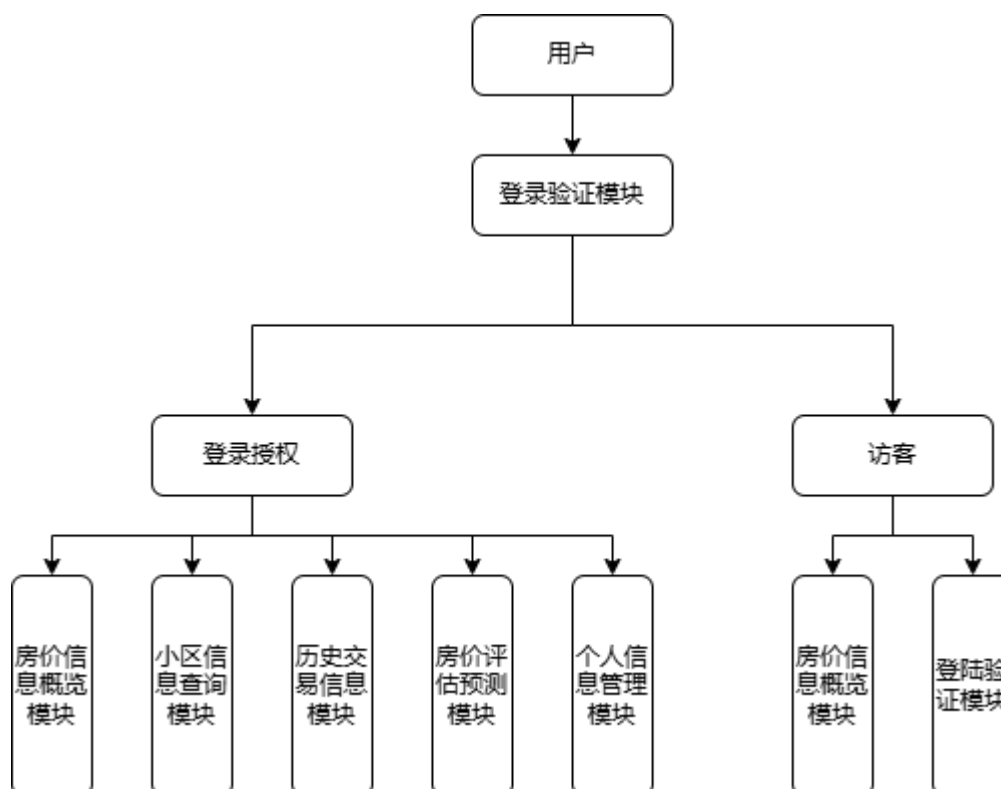 用户
登录验证模块
登录授权
访客
房价信
息概览
模块
小区信
息查询
模块
历史交
易信息
模块
房价评
估预测
模块
个人信
息管理
模块
房价信
息概览
模块
登陆验
证模块